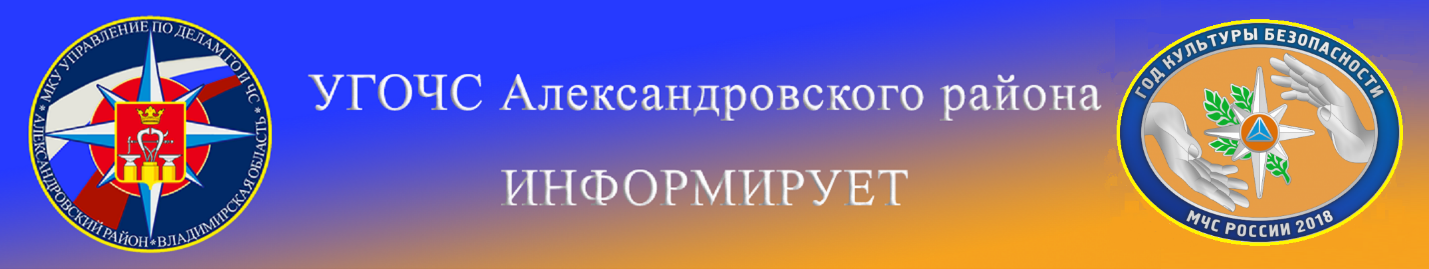 МКУ УПРАВЛЕНИЕ ПО ДЕЛАМ ГО И ЧС
АЛЕКСАНДРОВСКИЙ РАЙОН*ВЛАДИМИРСКАЯ ОБЛАСТЬ
УГОЧС Александровского района
ИНФОРМИРУЕТ
ГОД КУЛЬТУРЫ БЕЗОПАСНОСТИ
МЧС РОССИИ 2018